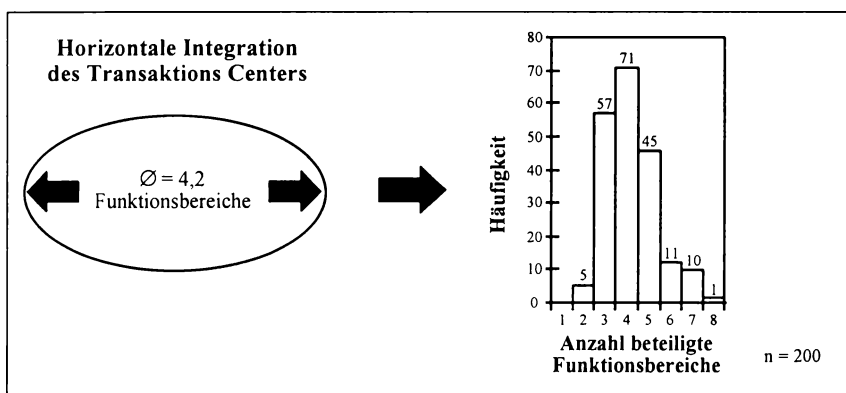 Horizontale Integration
des Transaktions Centers
Ø = 4,2
Funktionsbereiche
Häufigkeit
80
70
60
50
40
30
20
10
0
5
57
71
45
11
10
1
1 2 3 4 5 6 7 8
Anzahl beteiligte
Funktionsbereiche
n = 200